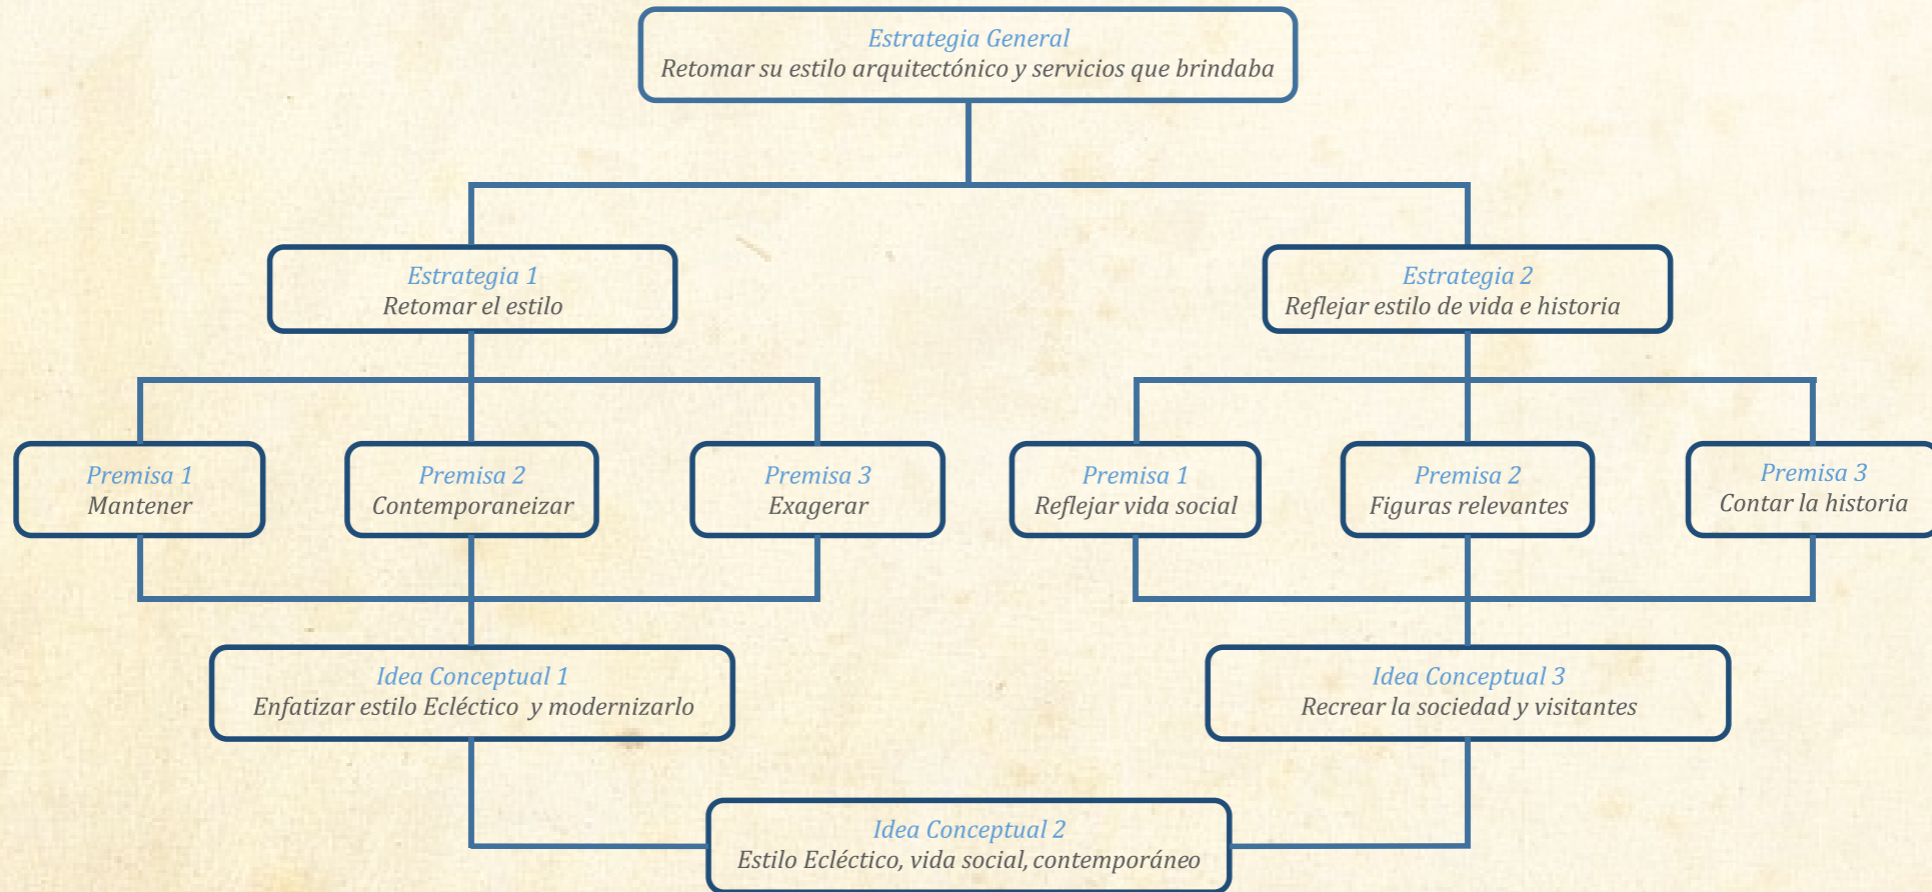 Estrategia General
Retomar su estilo arquitectónico y servicios que brindaba
Estrategia 1
Retomar el estilo
Estrategia 2
Reflejar estilo de vida e historia
Premisa 1
Mantener
Premisa 2
Contemporaneizar
Premisa 3
Exagerar
Premisa 1
Reflejar vida social
Premisa 2
Figuras relevantes
Premisa 3
Contar la historia
Idea Conceptual 1
Enfatizar estilo Ecléctico y modernizarlo
Idea Conceptual 3
Recrear la sociedad y visitantes
Idea Conceptual 2
Estilo Ecléctico, vida social, contemporáneo